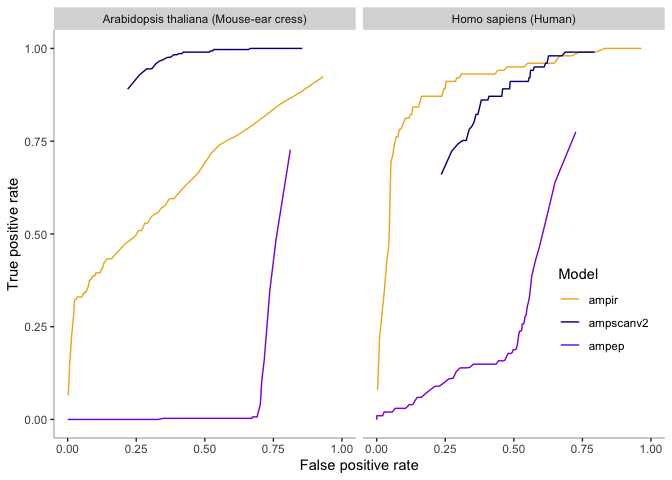 Arabidopsis thaliana (Mouse-ear cress) Homo sapiens (Human)
1.00
0.75
0.50
0.25
0.00
True positive rate
Model
ampir
ampscanv2
ampep
0.00 0.25 0.50 0.75 1.00 0.00 0.25 0.50 0.75 1.00
False positive rate